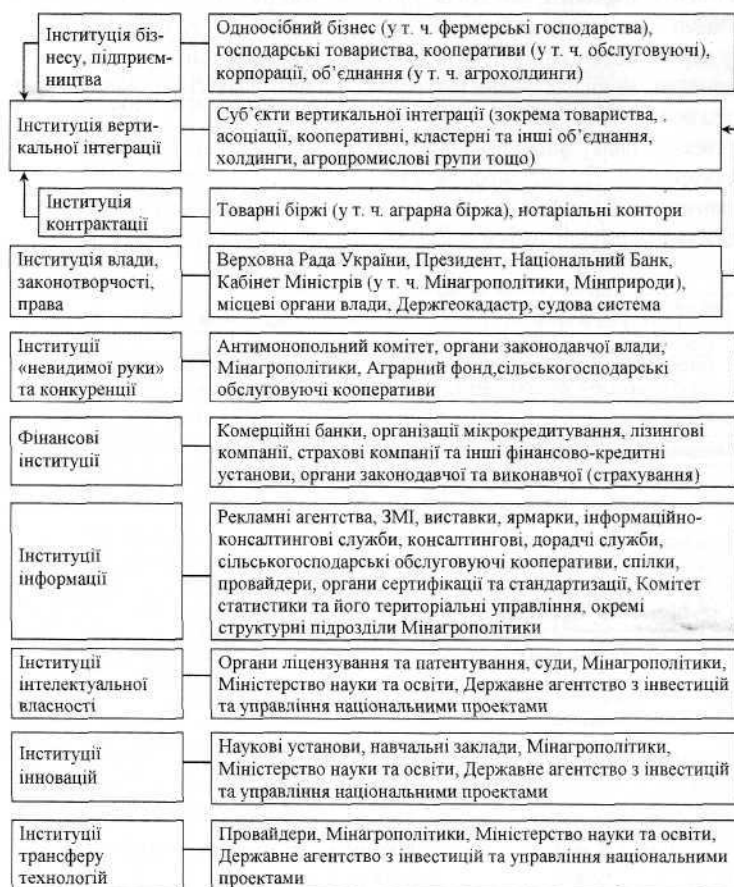 Інституція біз-
несу, підприєм-
ництва
Одноосібний бізнес (у т. ч. фермерські господарства),
господарські товариства, кооперативи (у т. ч. обслуговуючі),
корпорації, об’єднання (у т. ч. агрохолдинги)
Інституція верти-
кальної інтеграції
Суб’єкти вертикальної інтеграції (зокрема товариства,
асоціації, кооперативні, кластерні та інші об’єднання,
холдинги, агропромислові групи тощо)
Інституція
контрактації
Товарні біржі (у т. ч. аграрна біржа), нотаріальні контори
Інституція влади,
законотворчості,
права
Верховна Рада України, Президент, Національний Банк,
Кабінет Міністрів (у т. ч. Мінагрополітики, Мінприроди),
місцеві органи влади, Держгеокадастр, судова система
Інституції
«невидимої руки»
та конкуренції
Антимонопольний комітет, органи законодавчої влади,
Мінагрополітики, Аграрний фонд,сільськогосподарські
обслуговуючі кооперативи
Фінансові
інституції
Комерційні банки, організації мікрокредитування, лізингові
компанії, страхові компанії та інші фінансово-кредитні
установи, органи законодавчої та виконавчої (страхування)
Інституції
інформації
Рекламні агентства, ЗМІ, виставки, ярмарки, інформаційно-
консалтингові служби, консалтингові, дорадчі служби,
сільськогосподарські обслуговуючі кооперативи, спілки,
провайдери, органи сертифікації та стандартизації, Комітет
статистики та його територіальні управління, окремі
структурні підрозділи Мінагрополітики
Інституції
інтелектуальної
власності
Органи ліцензування та патентування, суди, Мінагрополітики,
Міністерство науки та освіти, Державне агентство з інвестицій
та управління національними проектами
Інституції
інновацій
Наукові установи, навчальні заклади, Мінагрополітики,
Міністерство науки та освіти, Державне агентство з інвестицій
та управління національними проектами
Інституції
трансферу
технологій
Провайдери, Мінагрополітики, Міністерство науки та освіти,
Державне агентство з інвестицій та управління національними
проектами